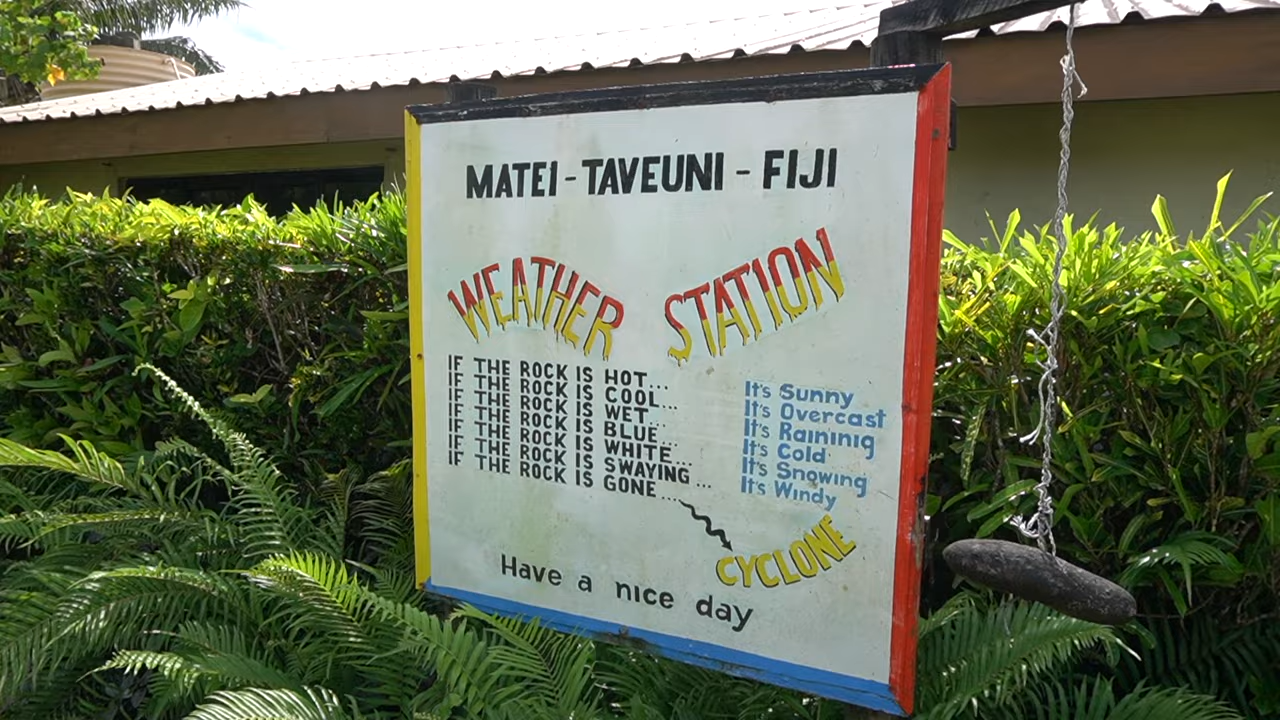 MATEI - TAVEUNI - FIJI
WEATHER STATION
IF THE ROCK IS HOT... It's Sunny
IF THE ROCK IS COOL... It's Overcast
IF THE ROCK IS WET... It's Raininig
IF THE ROCK IS BLUE... It's Cold
IF THE ROCK IS WHITE... It's Snowing
IF THE ROCK IS SWAYING... It's Windy
IF THE ROCK IS GONE....
CYCLONE
Have a nice day